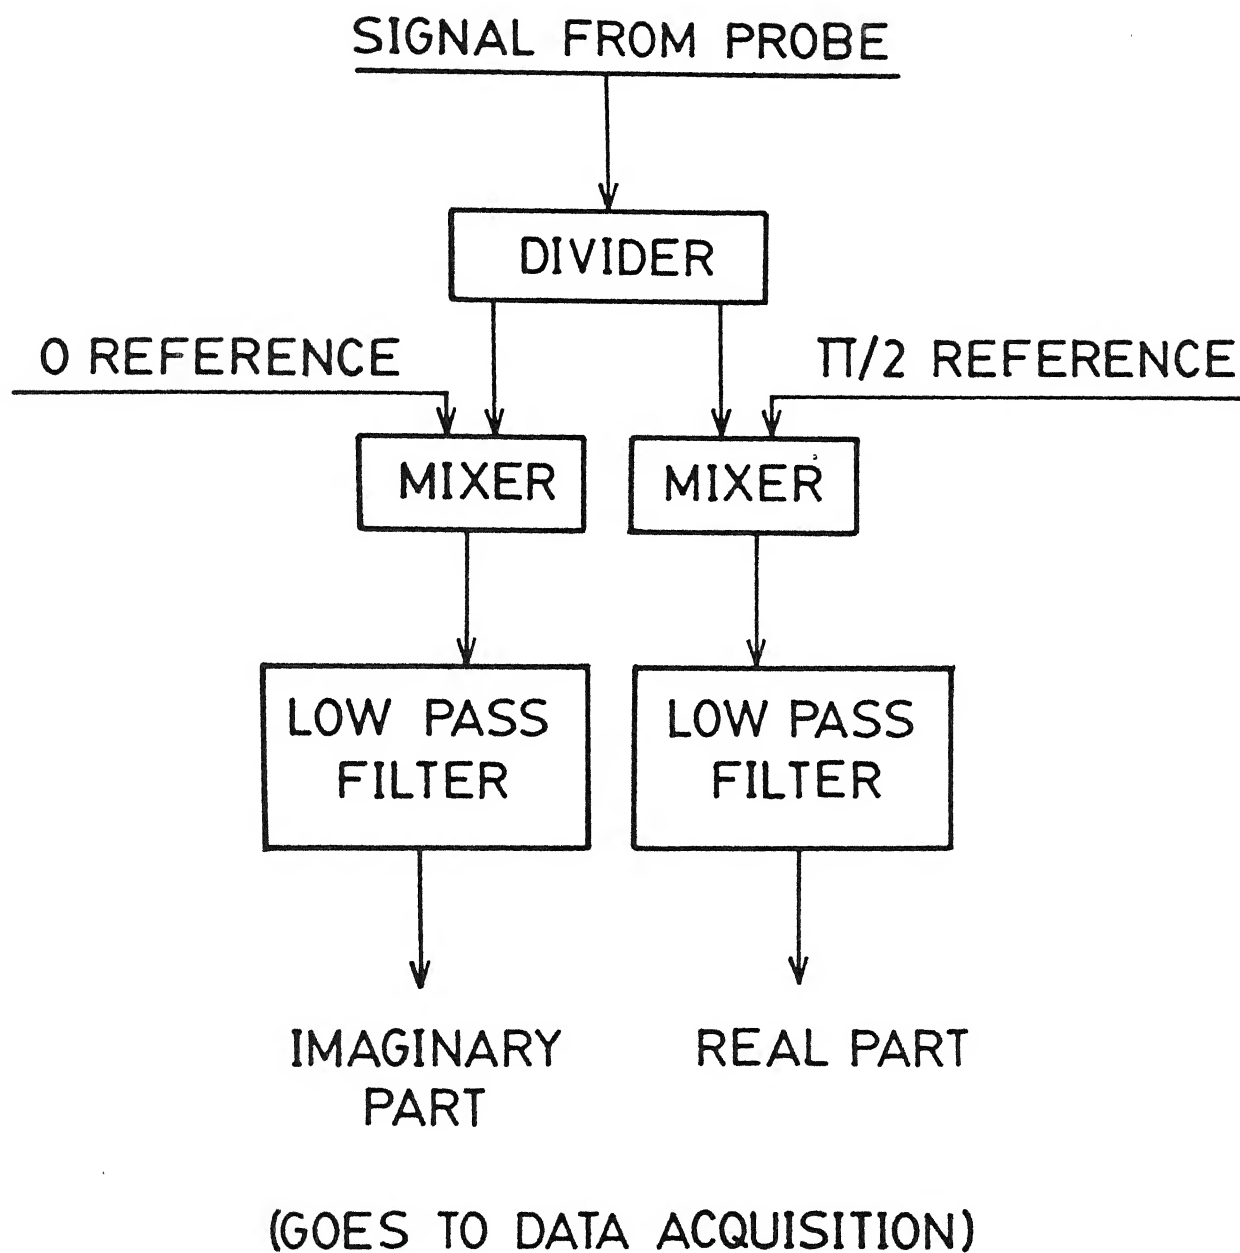 SIGNAL FROM PROBE
DIVIDER
0 REFERENCE
π/2 REFERENCE
MIXER
MIXER
LOW PASS
FILTER
LOW PASS
FILTER
IMAGINARY
PART
REAL PART
(GOES TO DATA ACQUISITION)